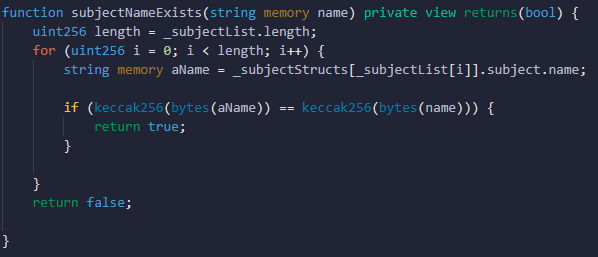 function subjectNameExists(string memory name) private view returns(bool) {
uint256 length = _subjectList.length;
for (uint256 i = 0; i < length; i++) {
string memory aName = _subjectStructs[_subjectList[i]].subject.name;
if (keccak256(bytes(aName)) == keccak256(bytes(name))) {
return true;
}
}
return false;
}